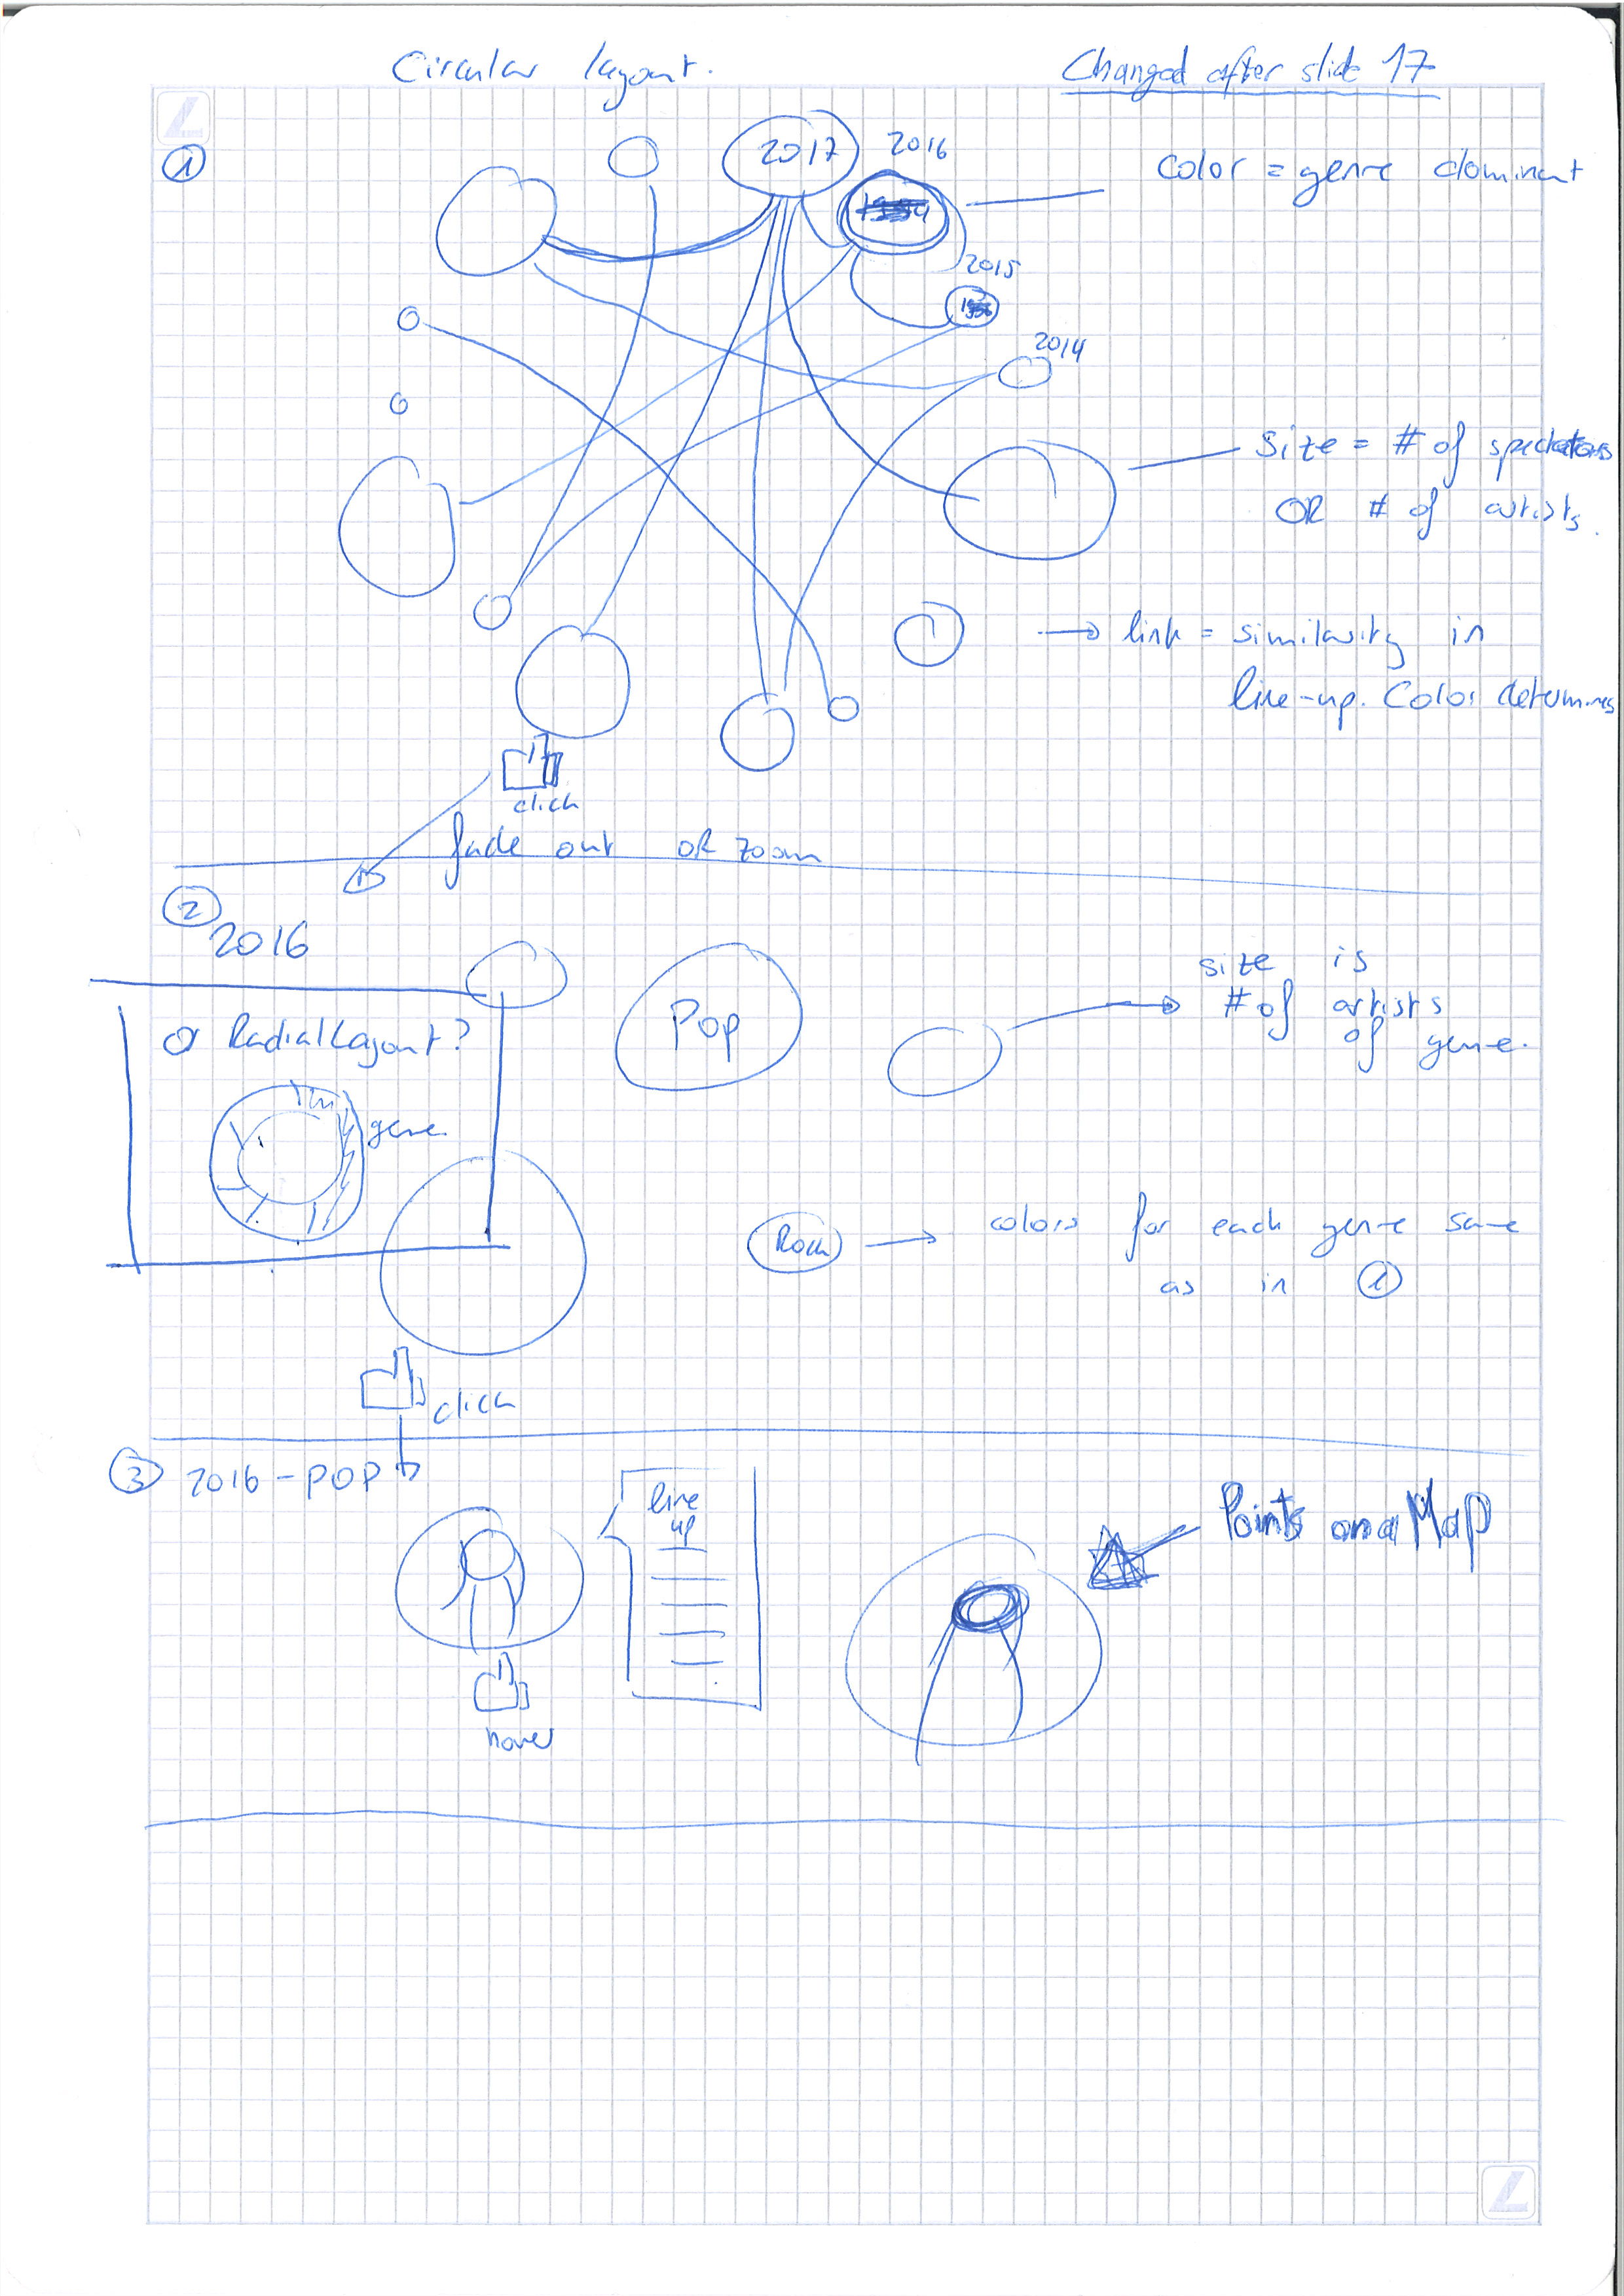 Circular layout.
Changed after slide 17
1
2017
2016
color = genre dominant
2015
2014
size = # of spectators
OR # of artists.
→ link = similarity in
line-up. Color determines
click
fade out OR zoom
2
2016
Pop
size is
# of artists
of genre.
or Radial Layout?
genre
Rock → colors for each genre same
as in 1
click
3 2016 - POP
line
up
Points on a Map
hover